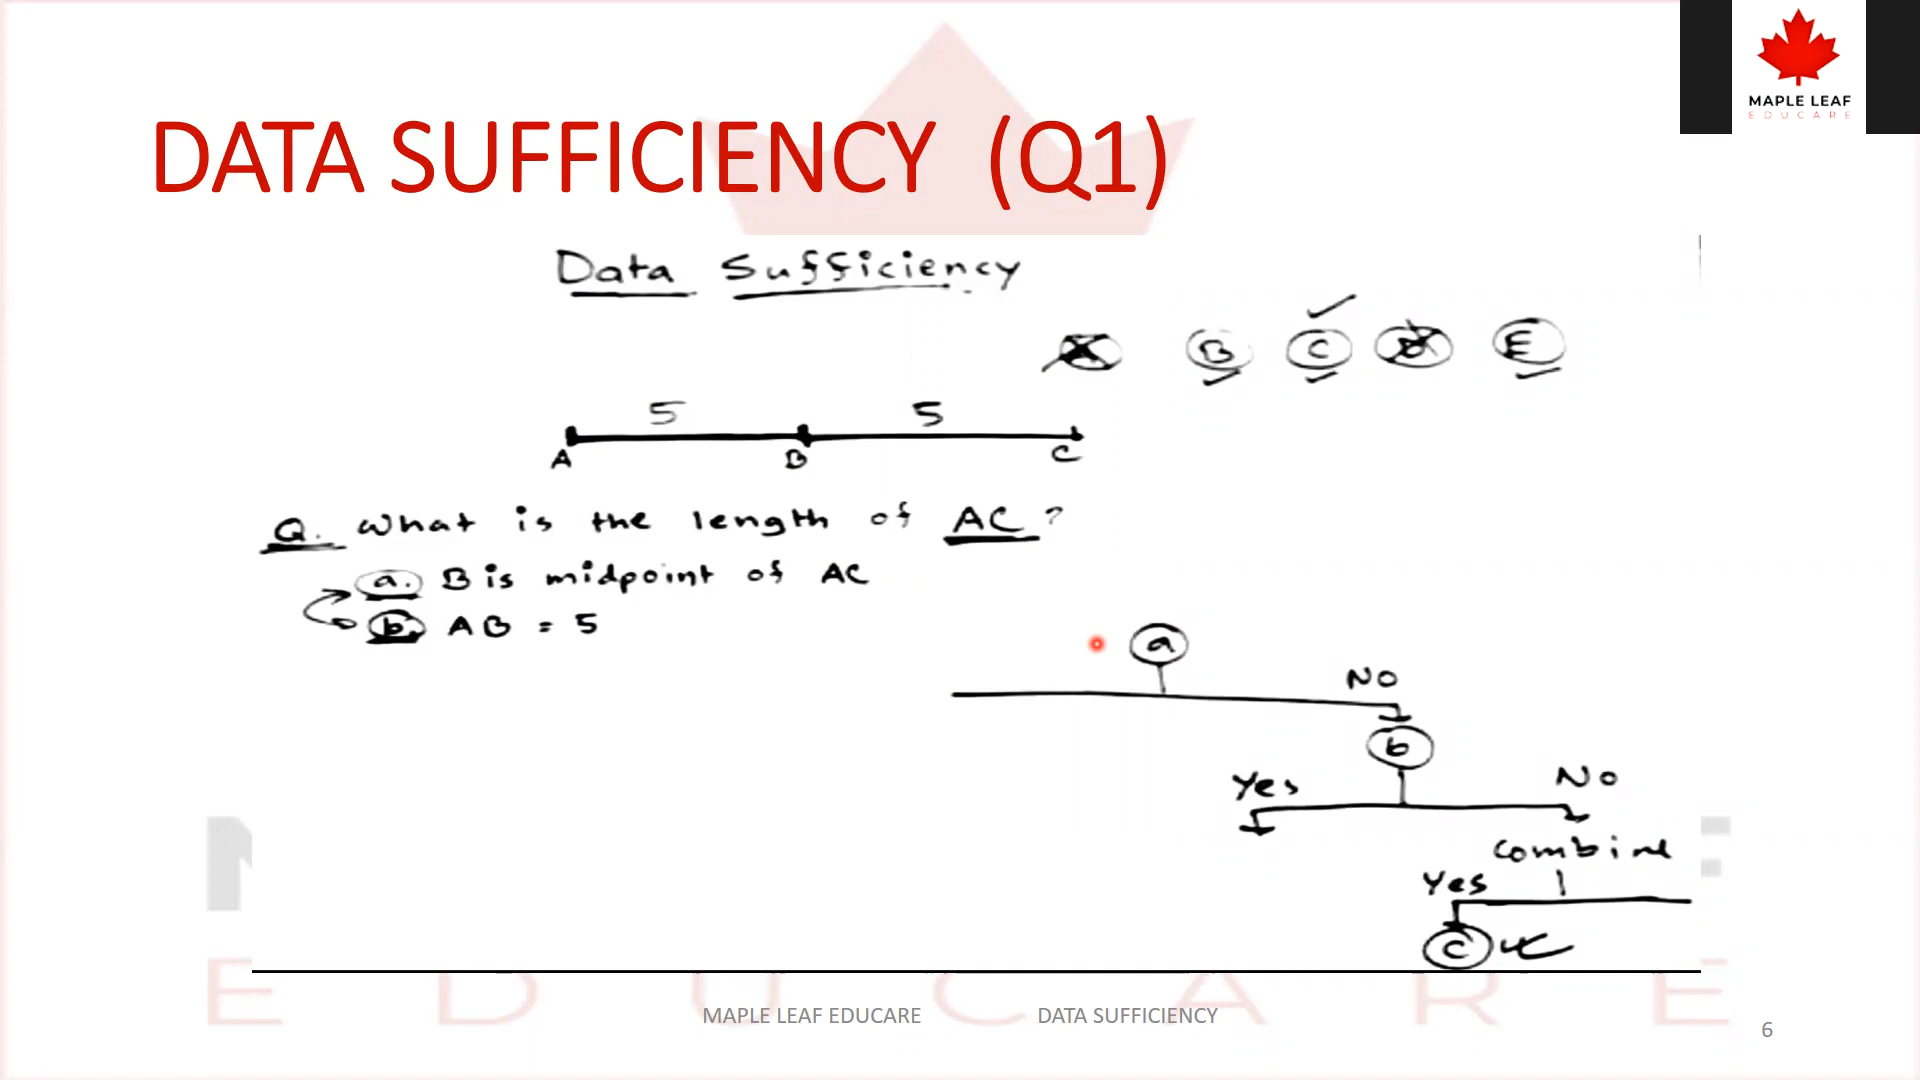 MAPLE LEAF
EDUCARE
DATA SUFFICIENCY (Q1)
Data Sufficiency
A B C D E
5 5
A B C
Q. What is the length of AC?
a. B is midpoint of AC
b. AB = 5
a
No
b
Yes No
combine
Yes
C
EDUCARE
MAPLE LEAF EDUCARE DATA SUFFICIENCY
6